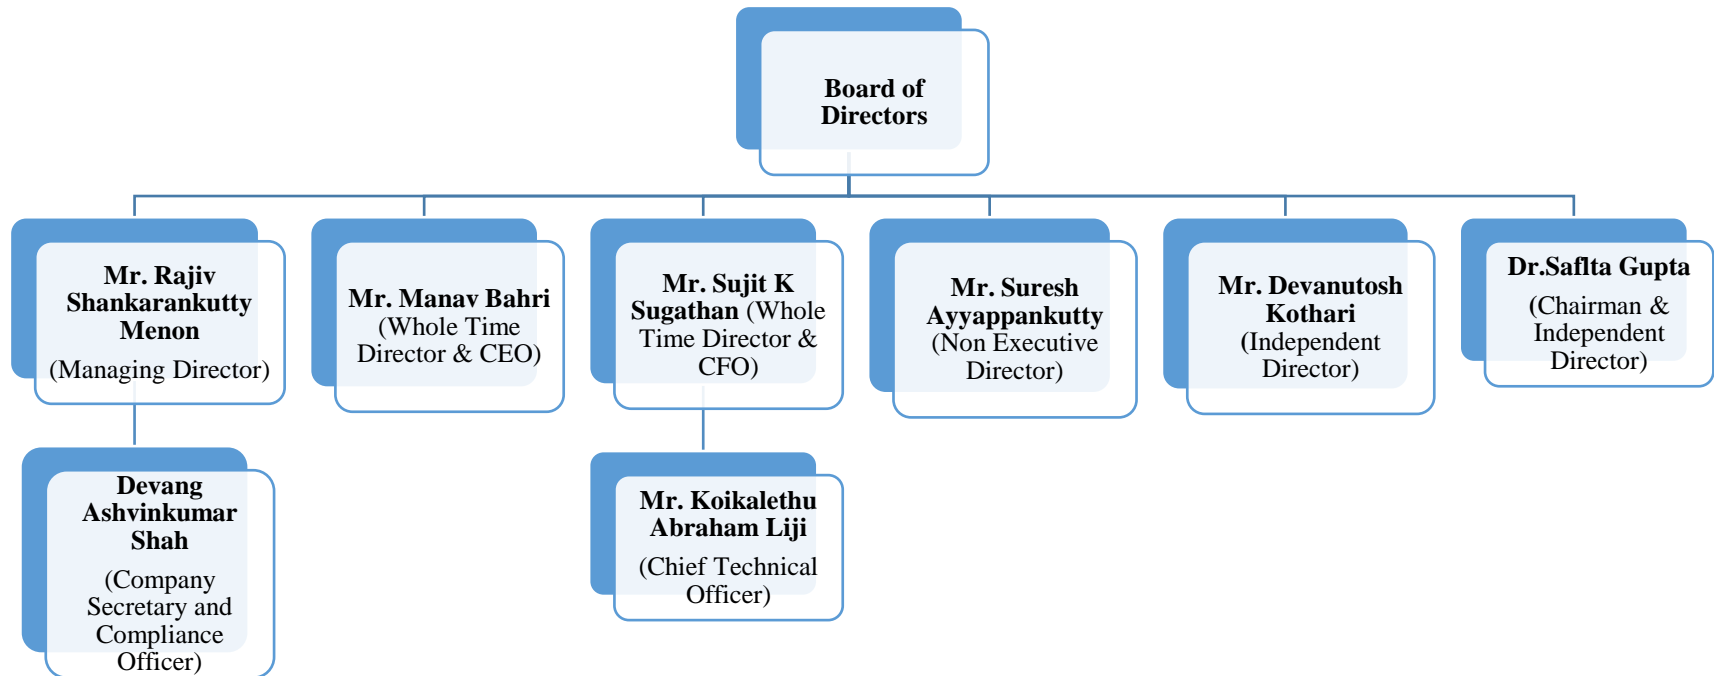 Board of
Directors
Mr. Rajiv
Shankarankutty
Menon
(Managing Director)
Mr. Manav Bahri
(Whole Time
Director & CEO)
Mr. Sujit K
Sugathan (Whole
Time Director &
CFO)
Mr. Suresh
Ayyappankutty
(Non Executive
Director)
Mr. Devanutosh
Kothari
(Independent
Director)
Dr.Saflta Gupta
(Chairman &
Independent
Director)
Devang
Ashvinkumar
Shah
(Company
Secretary and
Compliance
Officer)
Mr. Koikalethu
Abraham Liji
(Chief Technical
Officer)